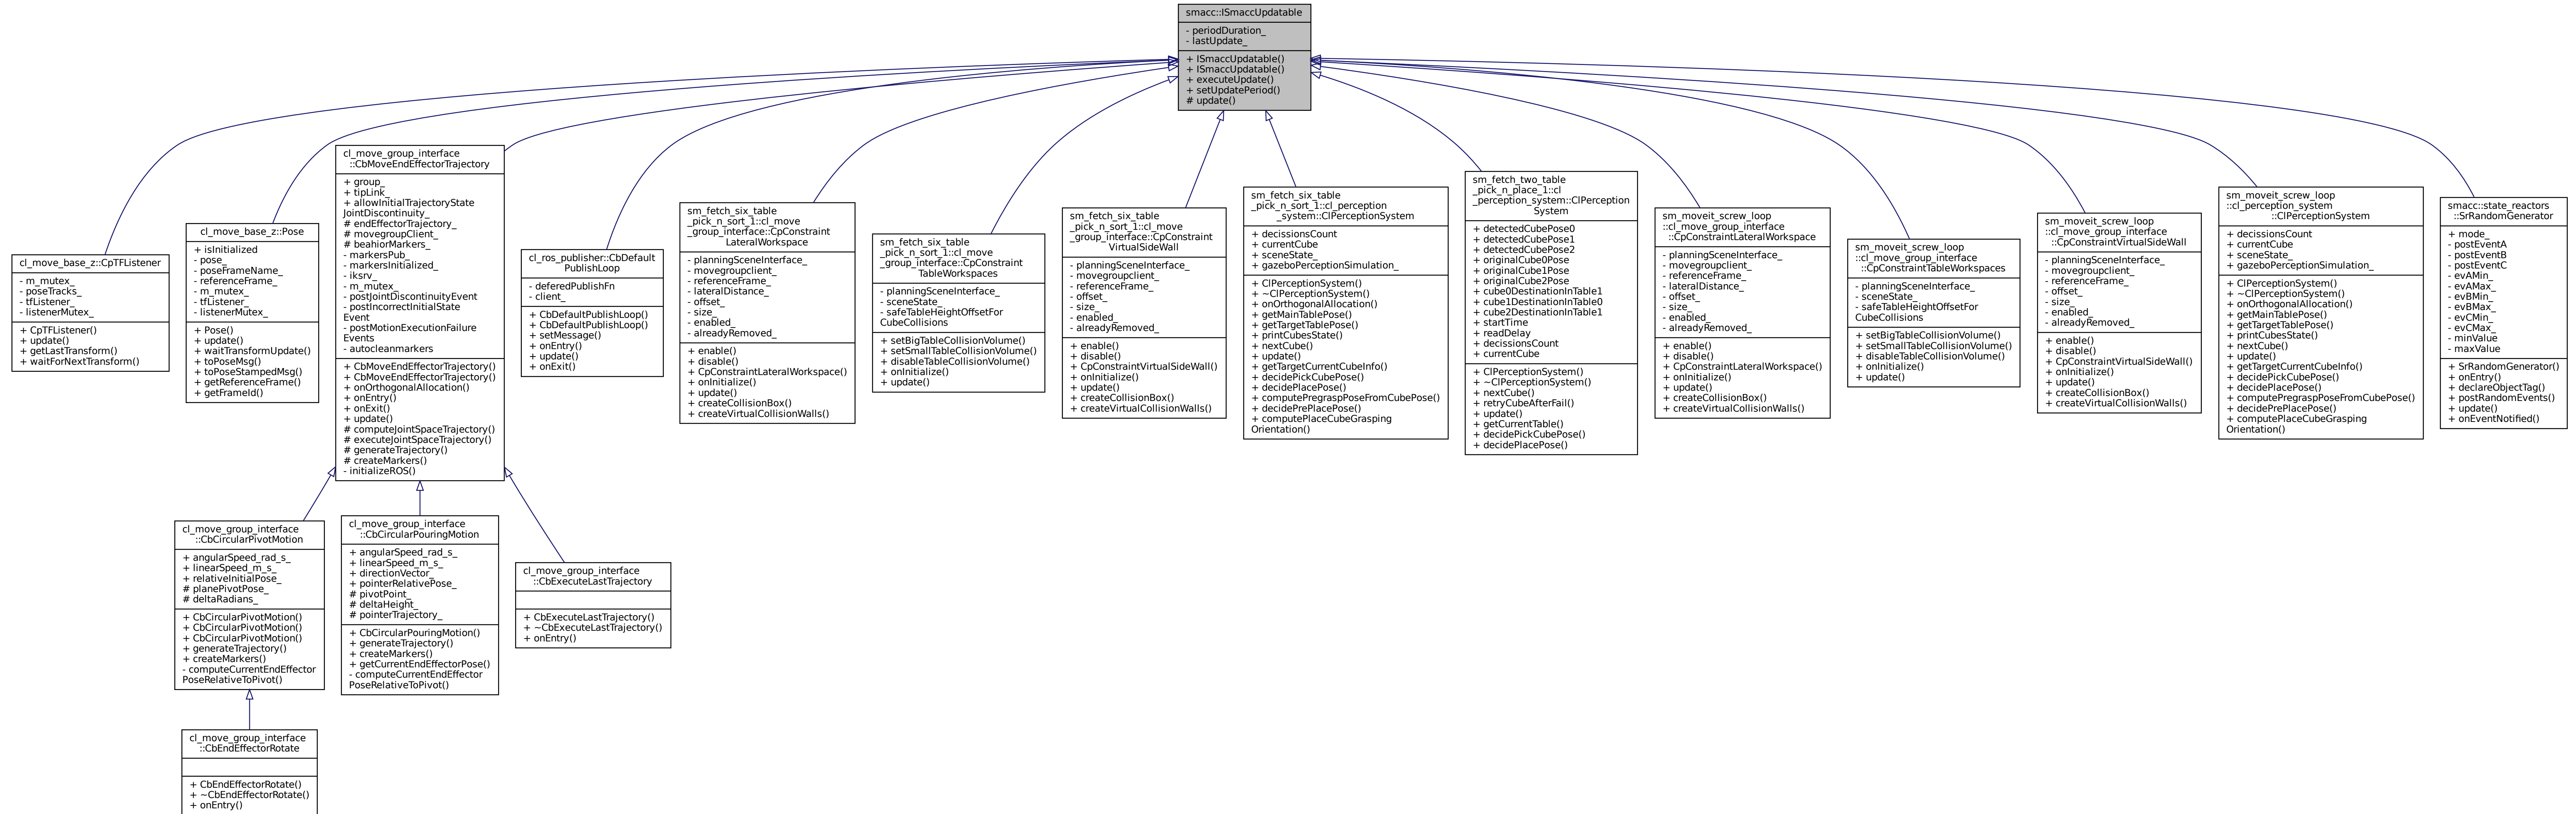 smacc::ISmaccUpdatable
- periodDuration_
- lastUpdate_
+ ISmaccUpdatable()
+ ISmaccUpdatable()
+ executeUpdate()
+ setUpdatePeriod()
# update()
cl_move_base_z::CpTFListener
- m_mutex_
- poseTracks_
- tfListener_
- listenerMutex_
+ CpTFListener()
+ update()
+ getLastTransform()
+ waitForNextTransform()
cl_move_base_z::Pose
+ isInitialized
- pose_
- poseFrameName_
- referenceFrame_
- m_mutex_
- tfListener_
- listenerMutex_
+ Pose()
+ update()
+ waitTransformUpdate()
+ toPoseMsg()
+ toPoseStampedMsg()
+ getReferenceFrame()
+ getFrameId()
cl_move_group_interface
::CbMoveEndEffectorTrajectory
+ group_
+ tipLink_
+ allowInitialTrajectoryState
JointDiscontinuity_
# endEffectorTrajectory_
# movegroupClient_
# beahiorMarkers_
- markersPub_
- markersInitialized_
- iksrv_
- m_mutex_
- postJointDiscontinuityEvent
- postIncorrectInitialState
Event
- postMotionExecutionFailure
Events
- autocleanmarkers
+ CbMoveEndEffectorTrajectory()
+ CbMoveEndEffectorTrajectory()
+ onOrthogonalAllocation()
+ onEntry()
+ onExit()
+ update()
# computeJointSpaceTrajectory()
# executeJointSpaceTrajectory()
# generateTrajectory()
# createMarkers()
- initializeROS()
cl_ros_publisher::CbDefault
PublishLoop
- deferedPublishFn
- client_
+ CbDefaultPublishLoop()
+ CbDefaultPublishLoop()
+ setMessage()
+ onEntry()
+ update()
+ onExit()
sm_fetch_six_table
_pick_n_sort_1::cl_move
_group_interface::CpConstraint
LateralWorkspace
- planningSceneInterface_
- movegroupclient_
- referenceFrame_
- lateralDistance_
- offset_
- size_
- enabled_
- alreadyRemoved_
+ enable()
+ disable()
+ CpConstraintLateralWorkspace()
+ onInitialize()
+ update()
+ createCollisionBox()
+ createVirtualCollisionWalls()
sm_fetch_six_table
_pick_n_sort_1::cl_move
_group_interface::CpConstraint
TableWorkspaces
- planningSceneInterface_
- sceneState_
- safeTableHeightOffsetFor
CubeCollisions
+ setBigTableCollisionVolume()
+ setSmallTableCollisionVolume()
+ disableTableCollisionVolume()
+ onInitialize()
+ update()
sm_fetch_six_table
_pick_n_sort_1::cl_move
_group_interface::CpConstraint
VirtualSideWall
- planningSceneInterface_
- movegroupclient_
- referenceFrame_
- offset_
- size_
- enabled_
- alreadyRemoved_
+ enable()
+ disable()
+ CpConstraintVirtualSideWall()
+ onInitialize()
+ update()
+ createCollisionBox()
+ createVirtualCollisionWalls()
sm_fetch_six_table
_pick_n_sort_1::cl_perception
_system::ClPerceptionSystem
+ decissionsCount
+ currentCube
+ sceneState_
+ gazeboPerceptionSimulation_
+ ClPerceptionSystem()
+ ~ClPerceptionSystem()
+ onOrthogonalAllocation()
+ getMainTablePose()
+ getTargetTablePose()
+ printCubesState()
+ nextCube()
+ update()
+ getTargetCurrentCubeInfo()
+ decidePickCubePose()
+ decidePlacePose()
+ computePregraspPoseFromCubePose()
+ decidePrePlacePose()
+ computePlaceCubeGrasping
Orientation()
sm_fetch_two_table
_pick_n_place_1::cl
_perception_system::ClPerception
System
+ detectedCubePose0
+ detectedCubePose1
+ detectedCubePose2
+ originalCube0Pose
+ originalCube1Pose
+ originalCube2Pose
+ cube0DestinationInTable1
+ cube1DestinationInTable0
+ cube2DestinationInTable1
+ startTime
+ readDelay
+ decissionsCount
+ currentCube
+ ClPerceptionSystem()
+ ~ClPerceptionSystem()
+ nextCube()
+ retryCubeAfterFail()
+ update()
+ getCurrentTable()
+ decidePickCubePose()
+ decidePlacePose()
sm_moveit_screw_loop
::cl_move_group_interface
::CpConstraintLateralWorkspace
- planningSceneInterface_
- movegroupclient_
- referenceFrame_
- lateralDistance_
- offset_
- size_
- enabled_
- alreadyRemoved_
+ enable()
+ disable()
+ CpConstraintLateralWorkspace()
+ onInitialize()
+ update()
+ createCollisionBox()
+ createVirtualCollisionWalls()
sm_moveit_screw_loop
::cl_move_group_interface
::CpConstraintTableWorkspaces
- planningSceneInterface_
- sceneState_
- safeTableHeightOffsetFor
CubeCollisions
+ setBigTableCollisionVolume()
+ setSmallTableCollisionVolume()
+ disableTableCollisionVolume()
+ onInitialize()
+ update()
sm_moveit_screw_loop
::cl_move_group_interface
::CpConstraintVirtualSideWall
- planningSceneInterface_
- movegroupclient_
- referenceFrame_
- offset_
- size_
- enabled_
- alreadyRemoved_
+ enable()
+ disable()
+ CpConstraintVirtualSideWall()
+ onInitialize()
+ update()
+ createCollisionBox()
+ createVirtualCollisionWalls()
sm_moveit_screw_loop
::cl_perception_system
::ClPerceptionSystem
+ decissionsCount
+ currentCube
+ sceneState_
+ gazeboPerceptionSimulation_
+ ClPerceptionSystem()
+ ~ClPerceptionSystem()
+ onOrthogonalAllocation()
+ getMainTablePose()
+ getTargetTablePose()
+ printCubesState()
+ nextCube()
+ update()
+ getTargetCurrentCubeInfo()
+ decidePickCubePose()
+ decidePlacePose()
+ computePregraspPoseFromCubePose()
+ decidePrePlacePose()
+ computePlaceCubeGrasping
Orientation()
smacc::state_reactors
::SrRandomGenerator
+ mode_
- postEventA
- postEventB
- postEventC
- evAMin_
- evAMax_
- evBMin_
- evBMax_
- evCMin_
- evCMax_
- minValue
- maxValue
+ SrRandomGenerator()
+ onEntry()
+ declareObjectTag()
+ postRandomEvents()
+ update()
+ onEventNotified()
cl_move_group_interface
::CbCircularPivotMotion
+ angularSpeed_rad_s_
+ linearSpeed_m_s_
+ relativeInitialPose_
# planePivotPose_
# deltaRadians_
+ CbCircularPivotMotion()
+ CbCircularPivotMotion()
+ CbCircularPivotMotion()
+ generateTrajectory()
+ createMarkers()
- computeCurrentEndEffector
PoseRelativeToPivot()
cl_move_group_interface
::CbCircularPouringMotion
+ angularSpeed_rad_s_
+ linearSpeed_m_s_
+ directionVector_
+ pointerRelativePose_
# pivotPoint_
# deltaHeight_
# pointerTrajectory_
+ CbCircularPouringMotion()
+ generateTrajectory()
+ createMarkers()
+ getCurrentEndEffectorPose()
- computeCurrentEndEffector
PoseRelativeToPivot()
cl_move_group_interface
::CbExecuteLastTrajectory
+ CbExecuteLastTrajectory()
+ ~CbExecuteLastTrajectory()
+ onEntry()
cl_move_group_interface
::CbEndEffectorRotate
+ CbEndEffectorRotate()
+ ~CbEndEffectorRotate()
+ onEntry()